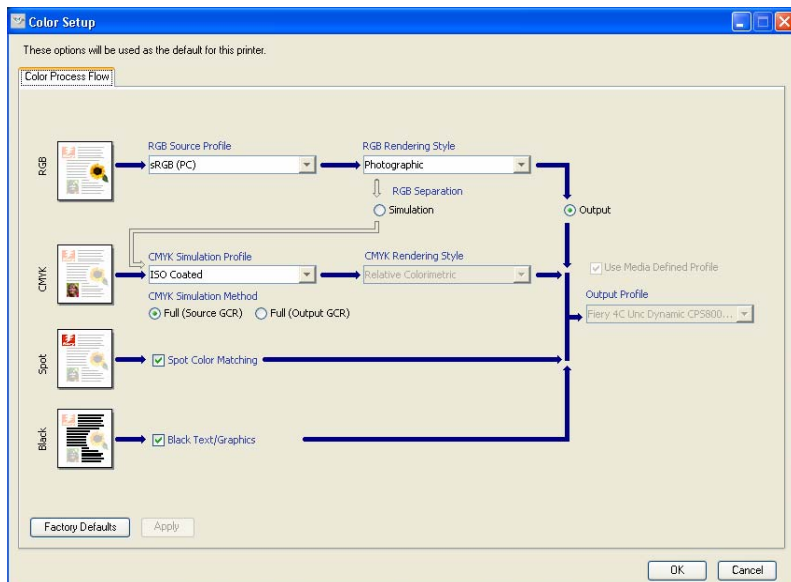 Color Setup
These options will be used as the default for this printer.
Color Process Flow
RGB
RGB Source Profile
sRGB (PC)
RGB Rendering Style
Photographic
RGB Separation
Simulation
Output
CMYK
CMYK Simulation Profile
ISO Coated
CMYK Rendering Style
Relative Colorimetric
Use Media Defined Profile
CMYK Simulation Method
Full (Source GCR)
Full (Output GCR)
Output Profile
Fiery 4C Unc Dynamic CPS800...
Spot
Spot Color Matching
Black
Black Text/Graphics
Factory Defaults
Apply
OK
Cancel